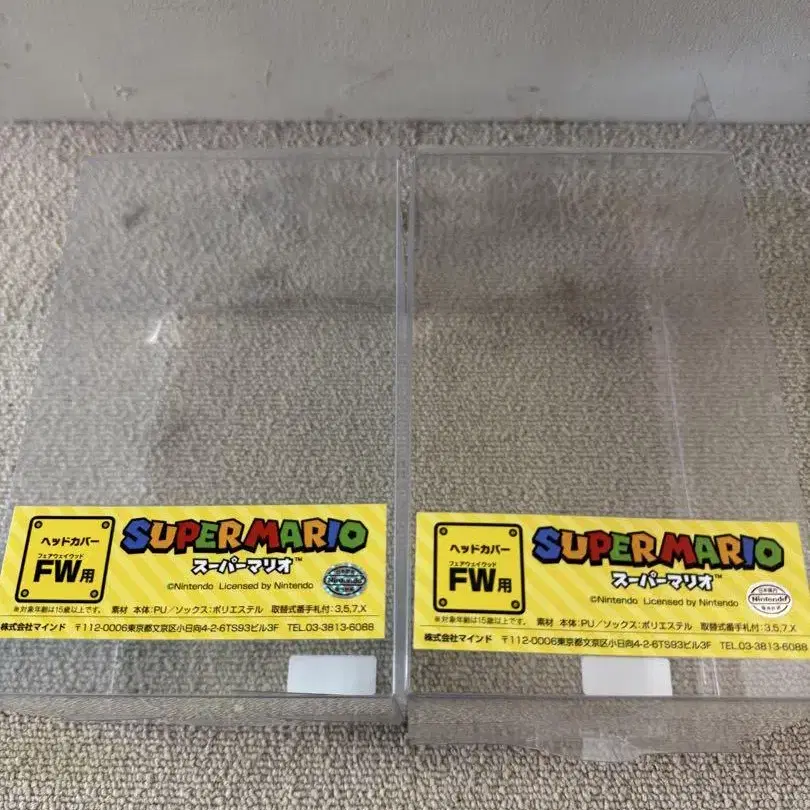 ヘッドカバー
フェアウェイウッド
FW用
SUPER MARIO
スーパーマリオ™
©Nintendo Licensed by Nintendo
Nintendo
※対象年齢は15歳以上です。 素材 本体:PU/ソックス:ポリエステル 取替式番手札付:3,5,7,X
株式会社マインド 〒112-0006東京都文京区小日向4-2-6TS93ビル3F TEL.03-3813-6088
ヘッドカバー
フェアウェイウッド
FW用
SUPER MARIO
スーパーマリオ™
©Nintendo Licensed by Nintendo
Nintendo
※対象年齢は15歳以上です。 素材 本体:PU/ソックス:ポリエステル 取替式番手札付:3,5,7,X
株式会社マインド 〒112-0006東京都文京区小日向4-2-6TS93ビル3F TEL.03-3813-6088